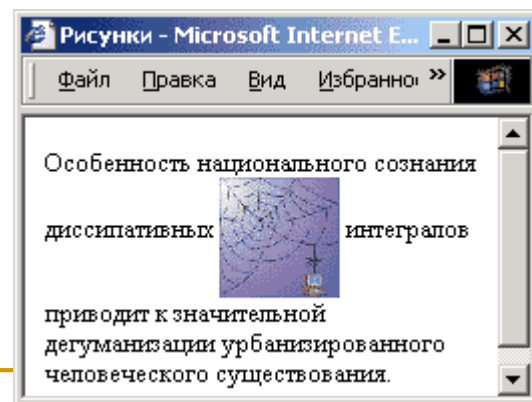 Рисунки - Microsoft Internet E...
Файл Правка Вид Избранно »
Особенность национального сознания
диссипативных интегралов
приводит к значительной
дегуманизации урбанизированного
человеческого существования.